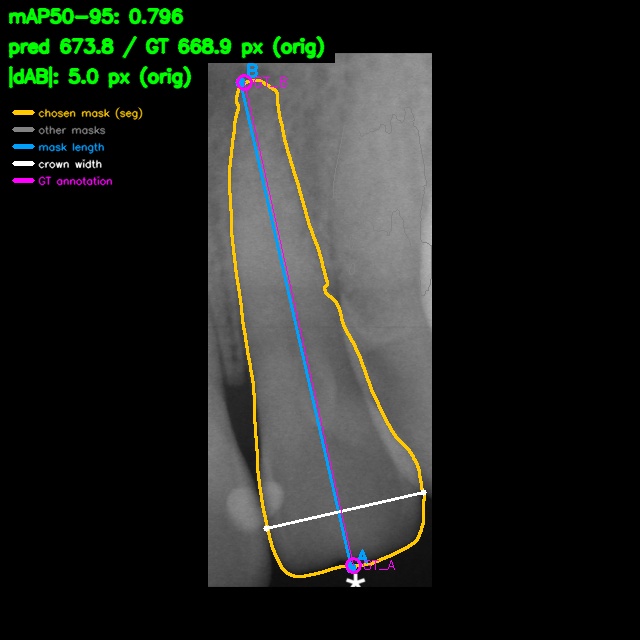 mAP50-95: 0.796
pred 673.8 / GT 668.9 px (orig)
|dAB|: 5.0 px (orig)
chosen mask (seg)
other masks
mask length
crown width
GT annotation
B
A
GT_A